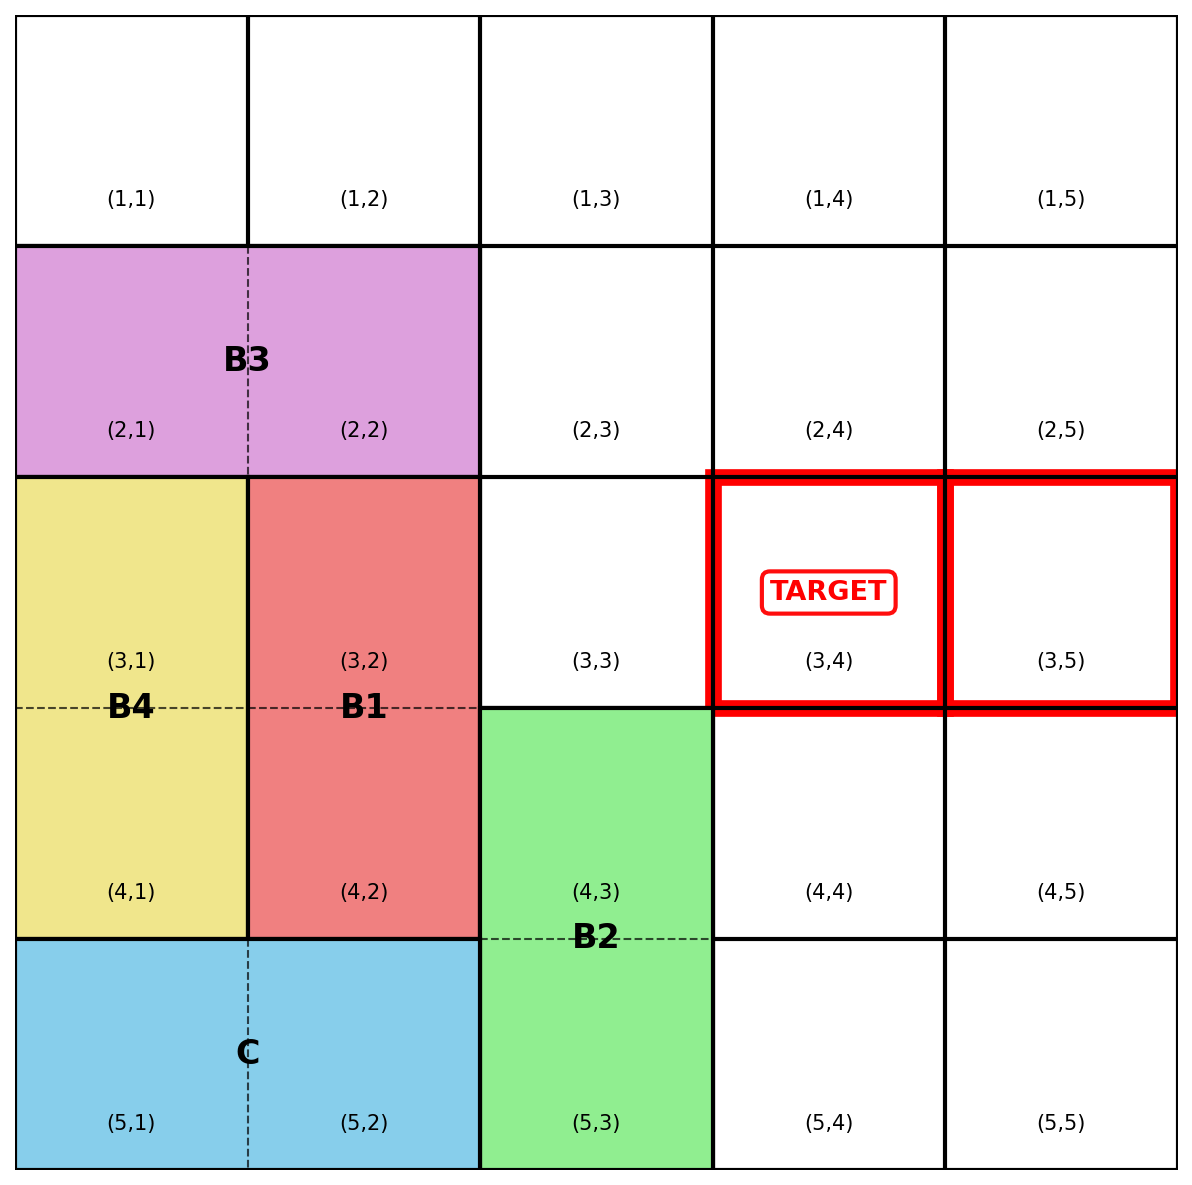 (1,1) (1,2) (1,3) (1,4) (1,5)
B3
(2,1) (2,2) (2,3) (2,4) (2,5)
TARGET
(3,1) (3,2) (3,3) (3,4) (3,5)
B4 B1
(4,1) (4,2) (4,3) (4,4) (4,5)
B2
C
(5,1) (5,2) (5,3) (5,4) (5,5)